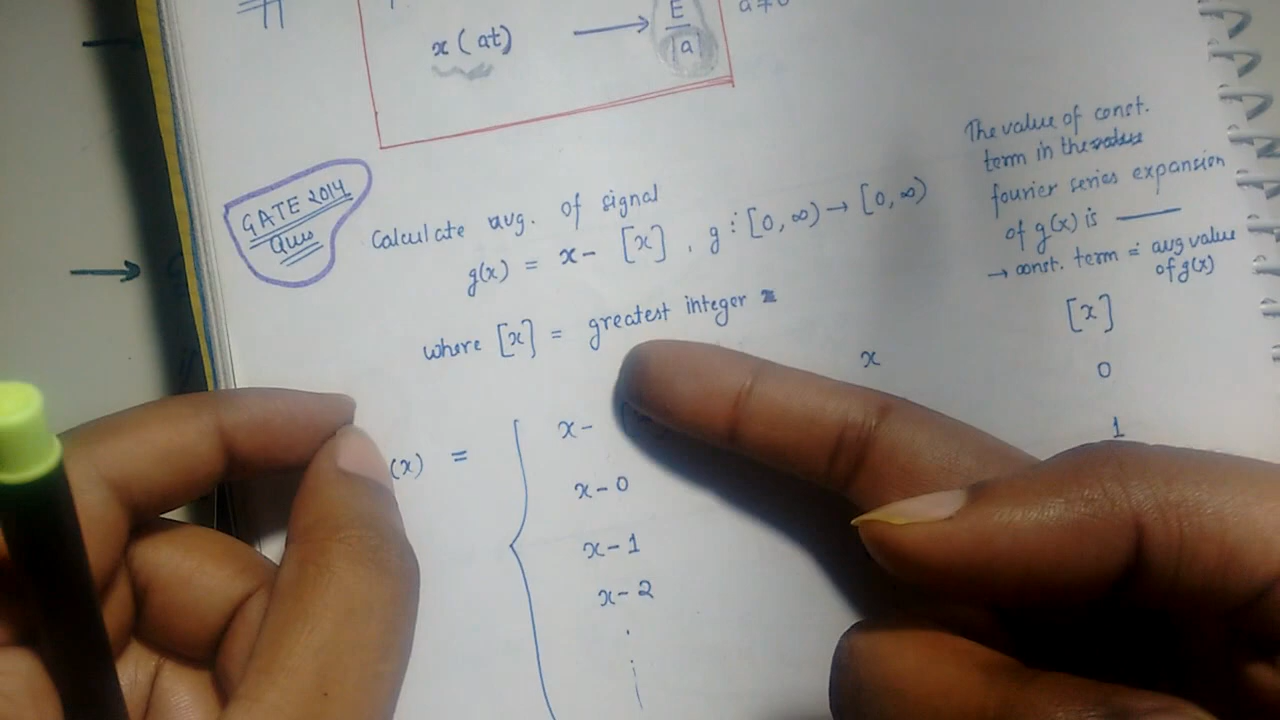 x(at) → E/|a| a≠0
GATE 2014
Ques
Calculate avg. of signal
g(x) = x - [x] , g : [0, ∞) → [0, ∞)
where [x] = greatest integer
The value of const.
term in the
fourier series expansion
of g(x) is ____
→ const. term = avg value
of g(x)
x [x]
0
1
(x) = { x -
x - 0
x - 1
x - 2